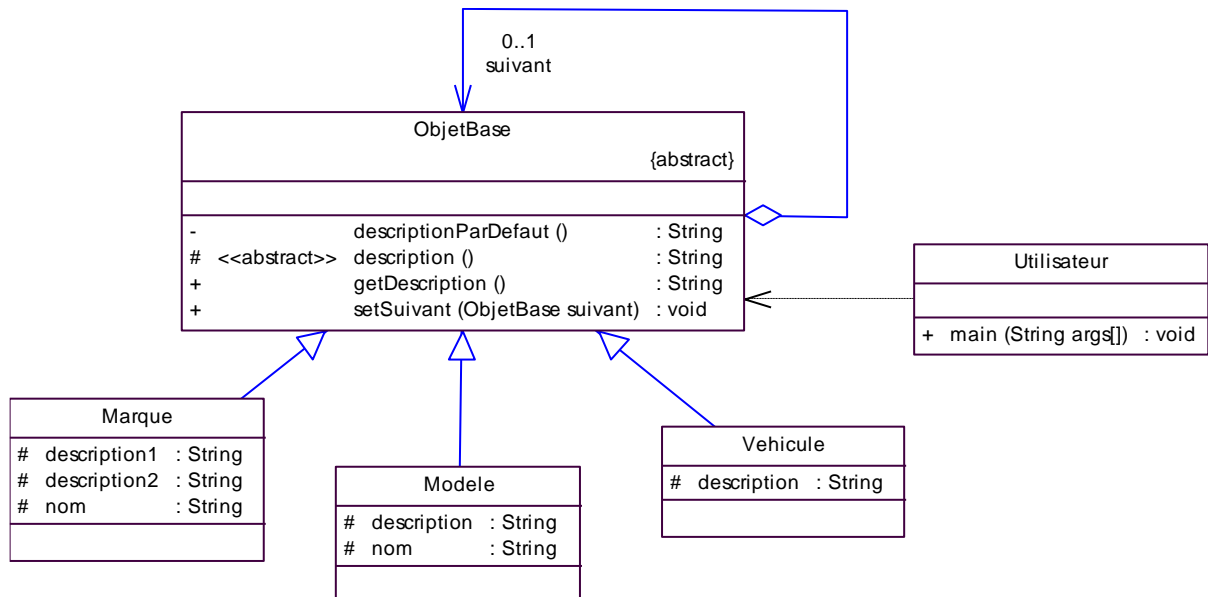 0..1
suivant
ObjetBase
{abstract}
- descriptionParDefaut () : String
# <<abstract>> description () : String
+ getDescription () : String
+ setSuivant (ObjetBase suivant) : void
Utilisateur
+ main (String args[]) : void
Marque
# description1 : String
# description2 : String
# nom : String
Modele
# description : String
# nom : String
Vehicule
# description : String